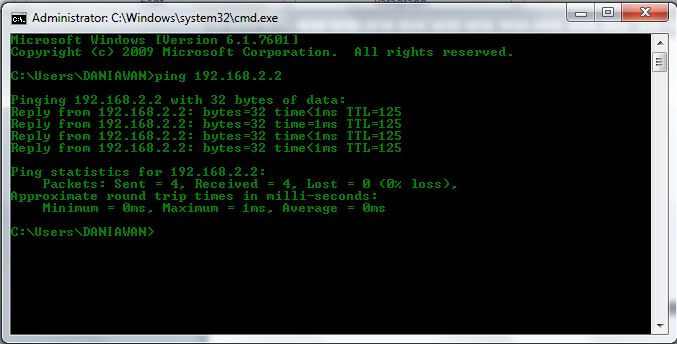 Administrator: C:\Windows\system32\cmd.exe
Microsoft Windows [Version 6.1.7601]
Copyright (c) 2009 Microsoft Corporation.  All rights reserved.
C:\Users\DANIAWAN>ping 192.168.2.2
Pinging 192.168.2.2 with 32 bytes of data:
Reply from 192.168.2.2: bytes=32 time<1ms TTL=125
Reply from 192.168.2.2: bytes=32 time=1ms TTL=125
Reply from 192.168.2.2: bytes=32 time<1ms TTL=125
Reply from 192.168.2.2: bytes=32 time<1ms TTL=125
Ping statistics for 192.168.2.2:
    Packets: Sent = 4, Received = 4, Lost = 0 (0% loss),
Approximate round trip times in milli-seconds:
    Minimum = 0ms, Maximum = 1ms, Average = 0ms
C:\Users\DANIAWAN>